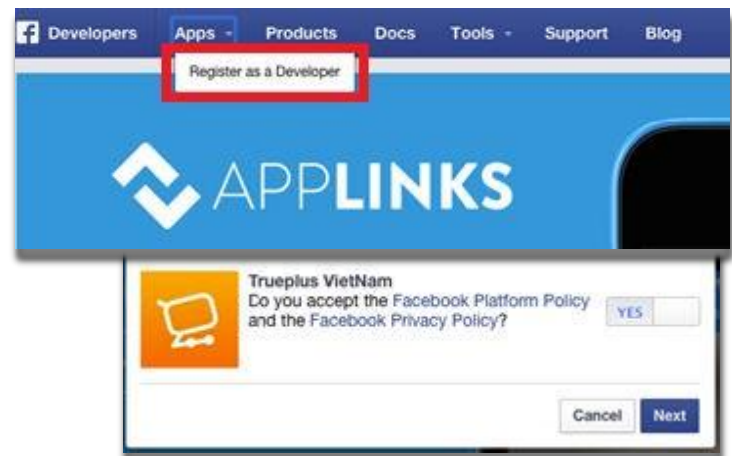 f Developers Apps Products Docs Tools Support Blog
Register as a Developer
APPLINKS
Trueplus VietNam
Do you accept the Facebook Platform Policy
and the Facebook Privacy Policy?
YES
Cancel Next